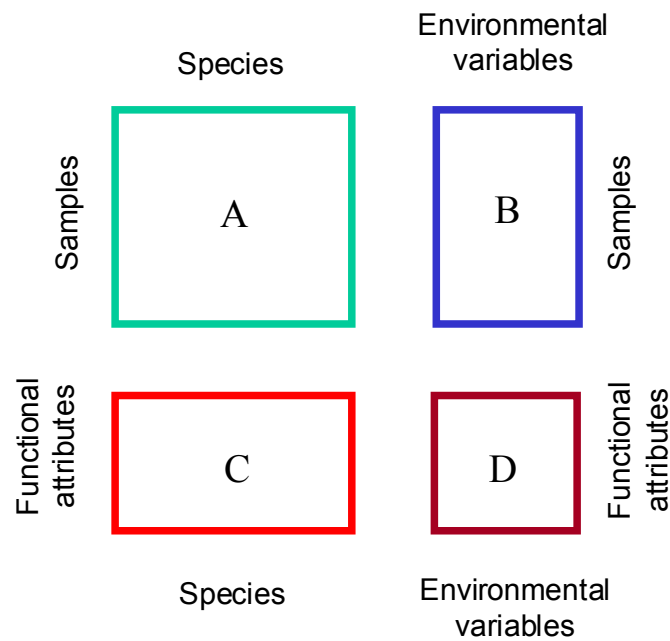 Species
Environmental
variables
Samples
A
B
Samples
Functional
attributes
C
D
Functional
attributes
Species
Environmental
variables